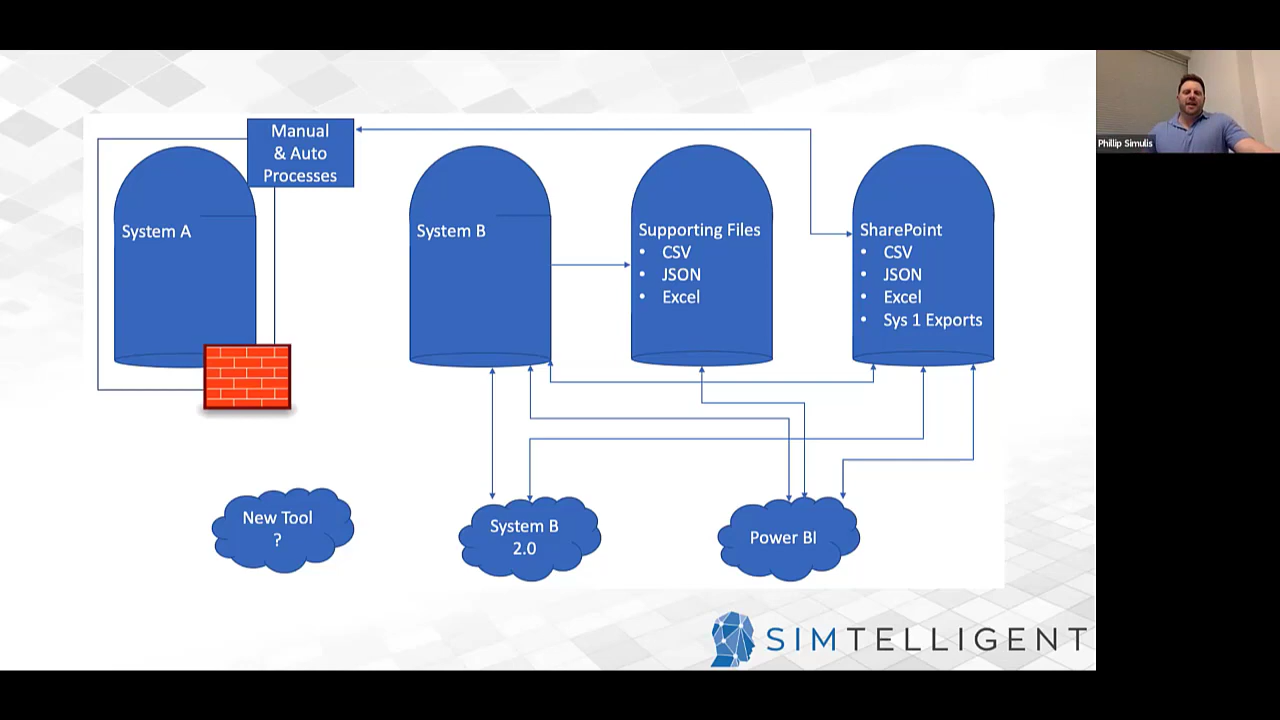 Manual
& Auto
Processes
System A
System B
Supporting Files
• CSV
• JSON
• Excel
SharePoint
• CSV
• JSON
• Excel
• Sys 1 Exports
New Tool
?
System B
2.0
Power BI
SIMTELLIGENT
Phillip Simulis